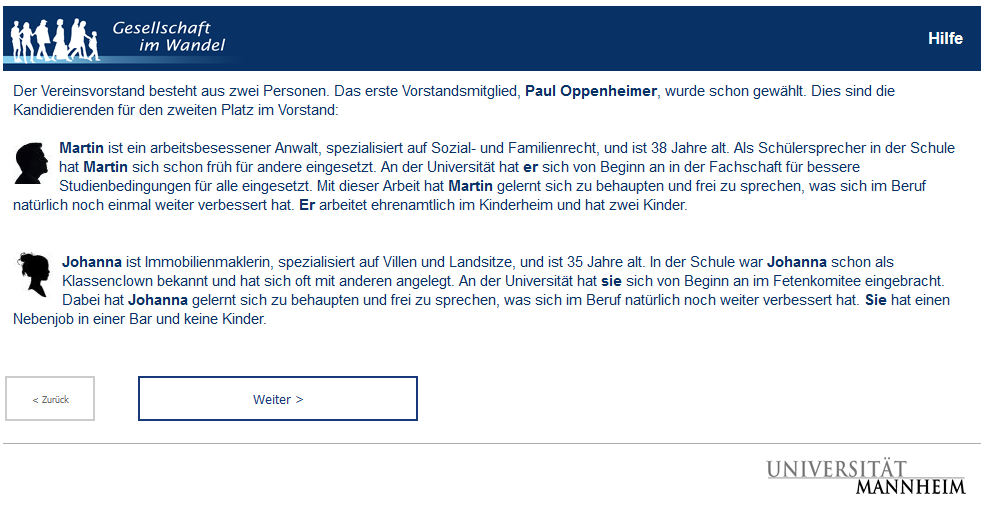 Gesellschaft
im Wandel
Hilfe
Der Vereinsvorstand besteht aus zwei Personen. Das erste Vorstandsmitglied, Paul Oppenheimer, wurde schon gewählt. Dies sind die
Kandidierenden für den zweiten Platz im Vorstand:
Martin ist ein arbeitsbesessener Anwalt, spezialisiert auf Sozial- und Familienrecht, und ist 38 Jahre alt. Als Schülersprecher in der Schule
hat Martin sich schon früh für andere eingesetzt. An der Universität hat er sich von Beginn an in der Fachschaft für bessere
Studienbedingungen für alle eingesetzt. Mit dieser Arbeit hat Martin gelernt sich zu behaupten und frei zu sprechen, was sich im Beruf
natürlich noch einmal weiter verbessert hat. Er arbeitet ehrenamtlich im Kinderheim und hat zwei Kinder.
Johanna ist Immobilienmaklerin, spezialisiert auf Villen und Landsitze, und ist 35 Jahre alt. In der Schule war Johanna schon als
Klassenclown bekannt und hat sich oft mit anderen angelegt. An der Universität hat sie sich von Beginn an im Fetenkomitee eingebracht.
Dabei hat Johanna gelernt sich zu behaupten und frei zu sprechen, was sich im Beruf natürlich noch weiter verbessert hat. Sie hat einen
Nebenjob in einer Bar und keine Kinder.
< Zurück
Weiter >
UNIVERSITÄT
MANNHEIM